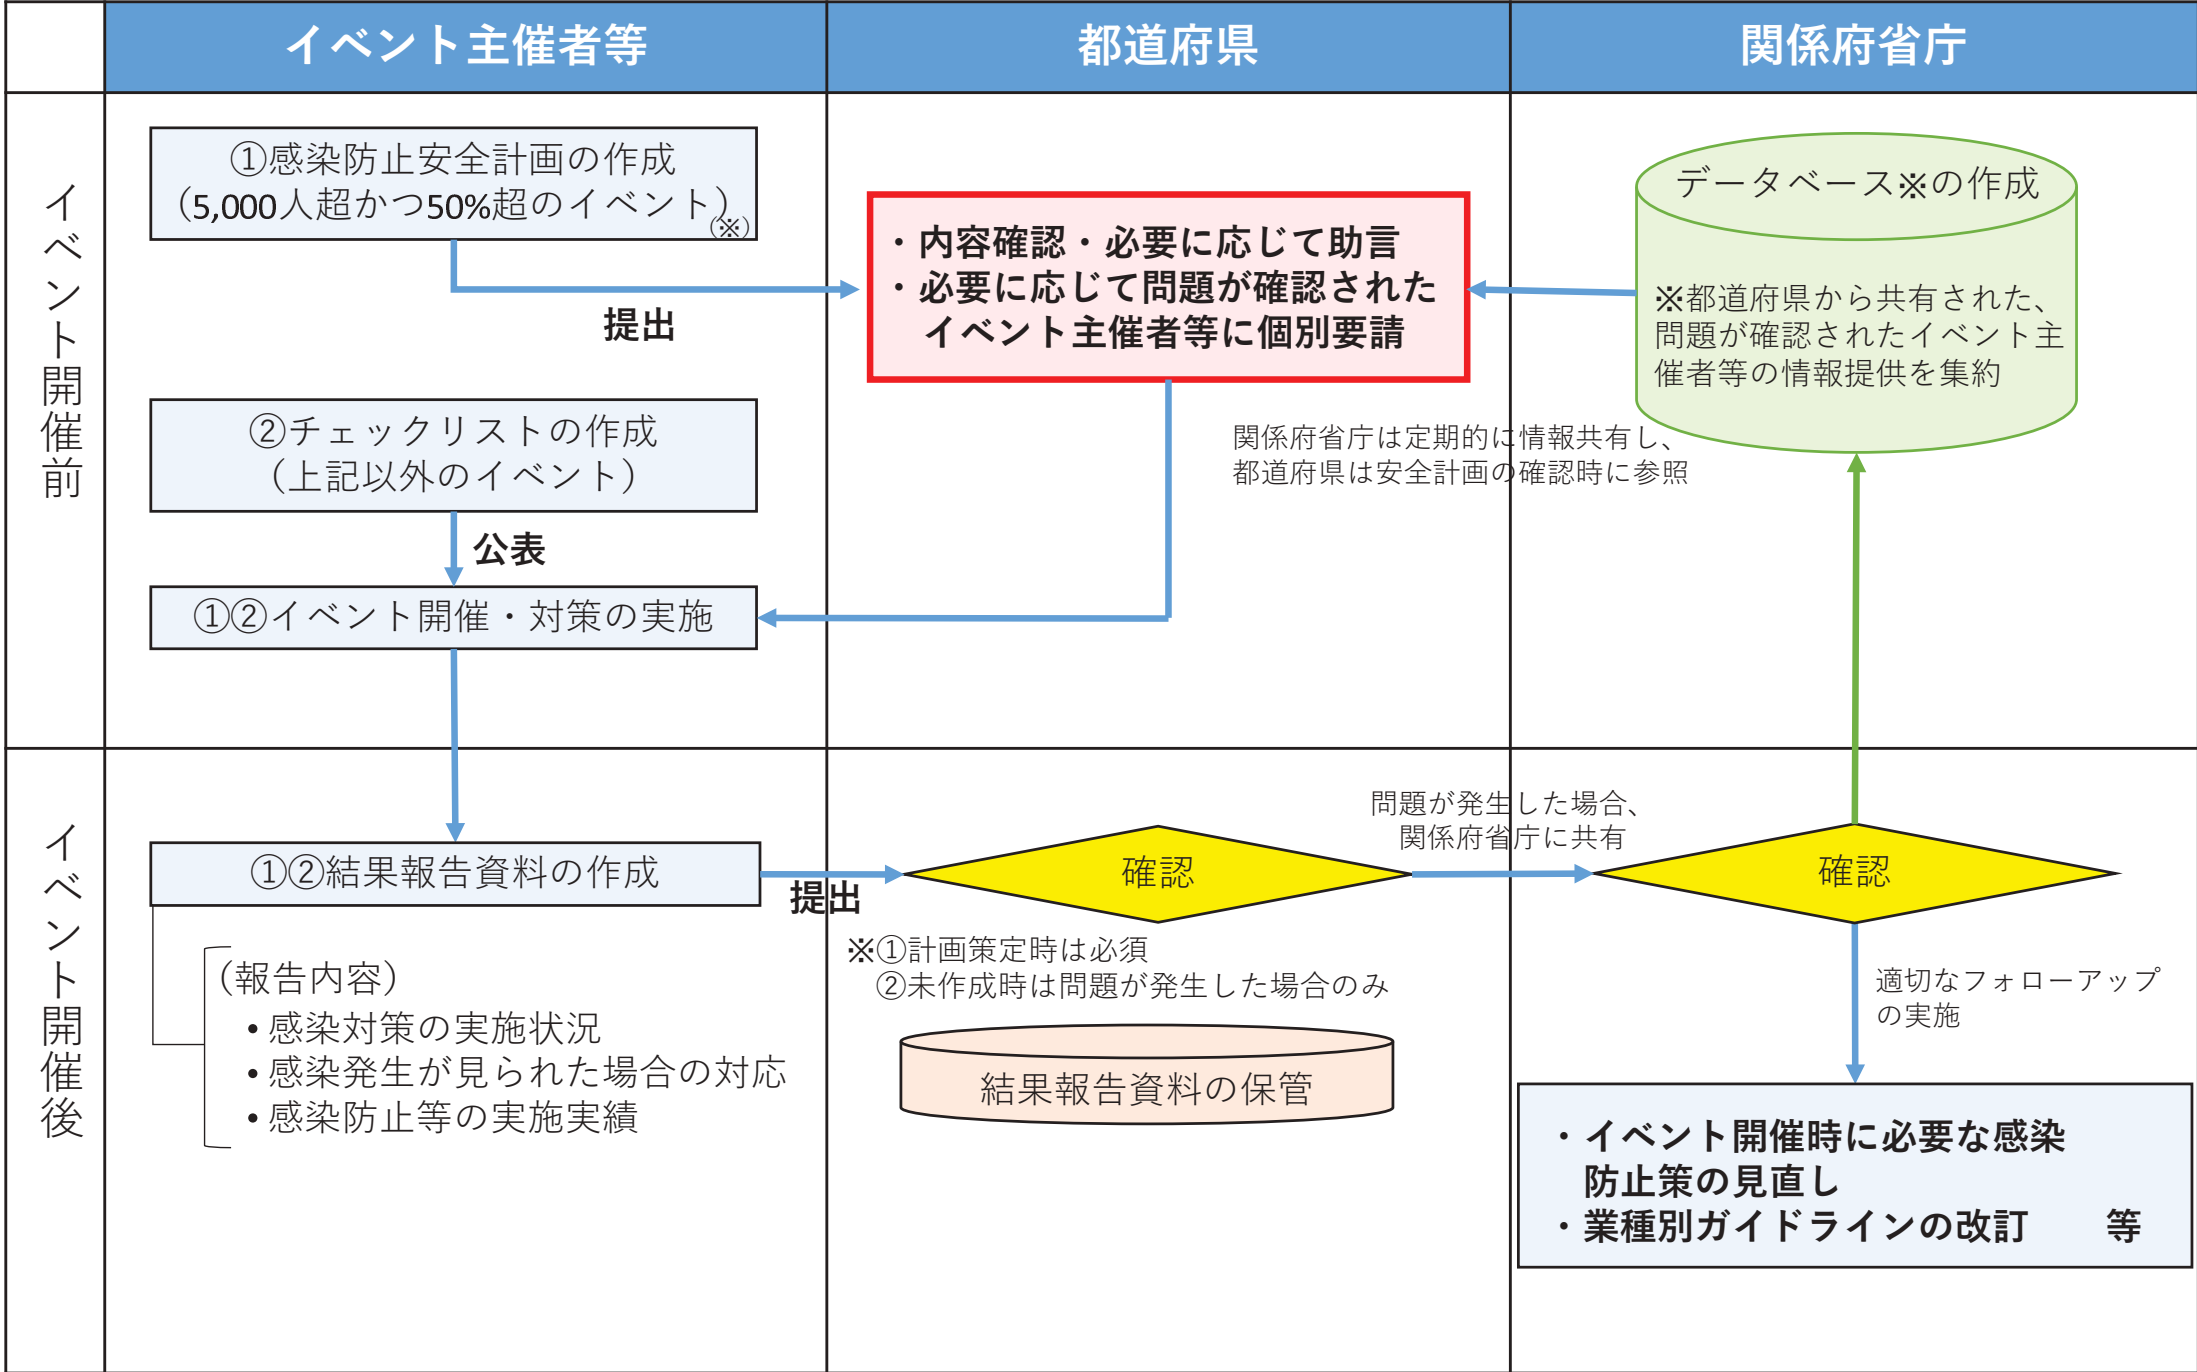 イベント主催者等
都道府県
関係府省庁
イベント開催前
①感染防止安全計画の作成
（5,000人超かつ50%超のイベント）
(※)
提出
②チェックリストの作成
（上記以外のイベント）
公表
①②イベント開催・対策の実施
・内容確認・必要に応じて助言
・必要に応じて問題が確認された
イベント主催者等に個別要請
データベース※の作成
※都道府県から共有された、
問題が確認されたイベント主
催者等の情報提供を集約
関係府省庁は定期的に情報共有し、
都道府県は安全計画の確認時に参照
イベント開催後
①②結果報告資料の作成
提出
（報告内容）
• 感染対策の実施状況
• 感染発生が見られた場合の対応
• 感染防止等の実施実績
確認
※①計画策定時は必須
②未作成時は問題が発生した場合のみ
結果報告資料の保管
問題が発生した場合、
関係府省庁に共有
確認
適切なフォローアップ
の実施
・イベント開催時に必要な感染
防止策の見直し
・業種別ガイドラインの改訂　　等